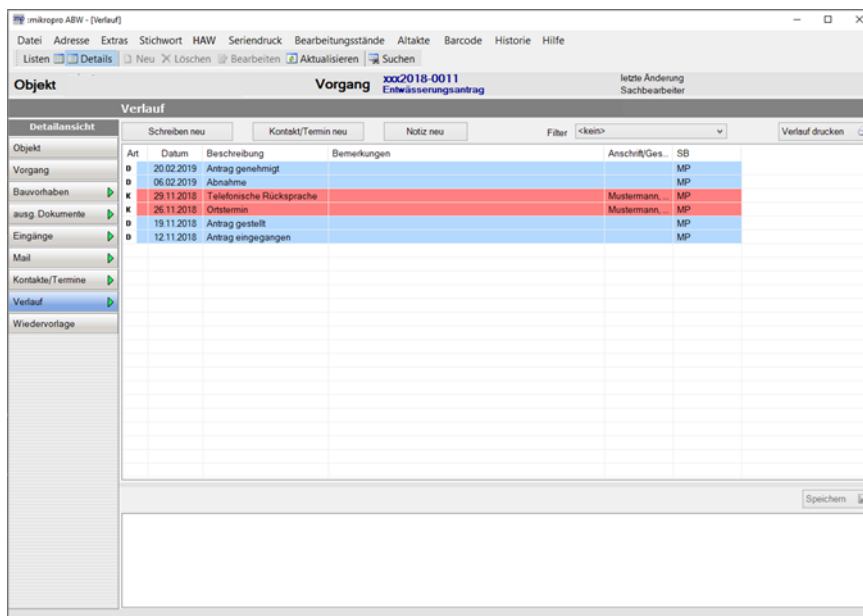 :mikropro ABW - [Verlauf]
Datei Adresse Extras Stichwort HAW Seriendruck Bearbeitungsstände Altakte Barcode Historie Hilfe
Listen Details Neu Löschen Bearbeiten Aktualisieren Suchen
Objekt Vorgang xxx2018-0011 letzte Änderung
Entwässerungsantrag Sachbearbeiter
Verlauf
Detailansicht
Schreiben neu Kontakt/Termin neu Notiz neu Filter <kein> Verlauf drucken
Objekt
Vorgang
Bauvorhaben
ausg. Dokumente
Eingänge
Mail
Kontakte/Termine
Verlauf
Wiedervorlage
Art Datum Beschreibung Bemerkungen Anschrift/Ges... SB
D 20.02.2019 Antrag genehmigt MP
D 06.02.2019 Abnahme MP
K 29.11.2018 Telefonische Rücksprache Mustermann, ... MP
K 26.11.2018 Ortstermin Mustermann, ... MP
D 19.11.2018 Antrag gestellt MP
D 12.11.2018 Antrag eingegangen MP
Speichern